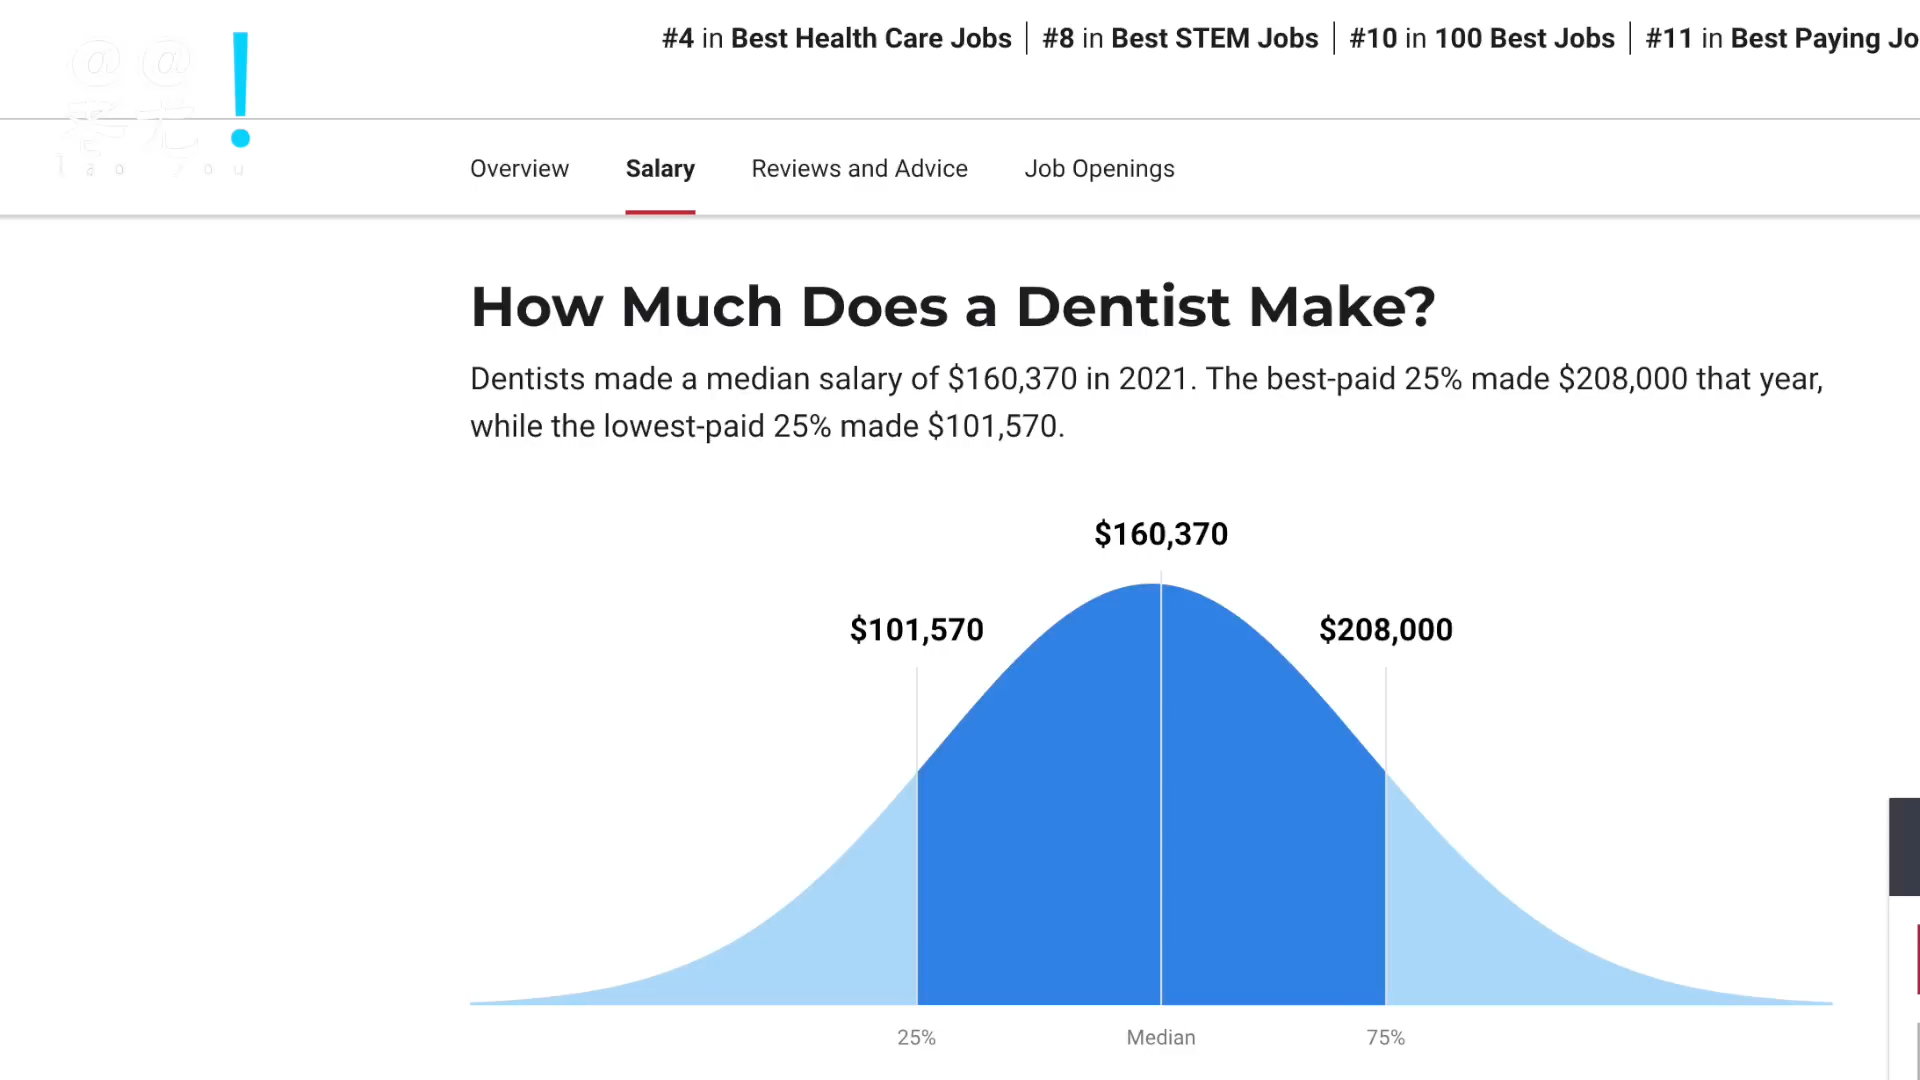 #4 in Best Health Care Jobs | #8 in Best STEM Jobs | #10 in 100 Best Jobs | #11 in Best Paying Jo
@@ !
lao you
Overview Salary Reviews and Advice Job Openings
How Much Does a Dentist Make?
Dentists made a median salary of $160,370 in 2021. The best-paid 25% made $208,000 that year,
while the lowest-paid 25% made $101,570.
$160,370
$101,570 $208,000
25% Median 75%